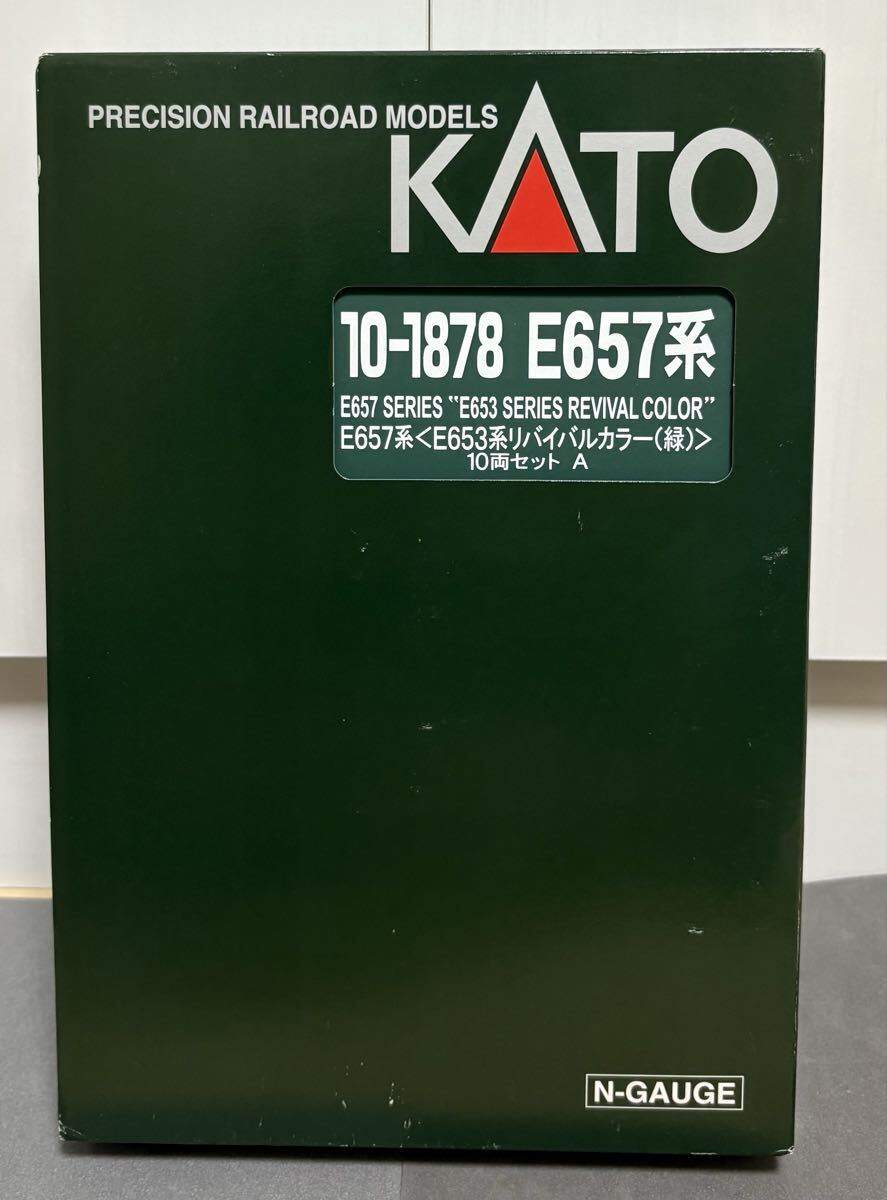 PRECISION RAILROAD MODELS
KATO
10-1878 E657系
E657 SERIES "E653 SERIES REVIVAL COLOR"
E657系<E653系リバイバルカラー(緑)>
10両セット A
N-GAUGE